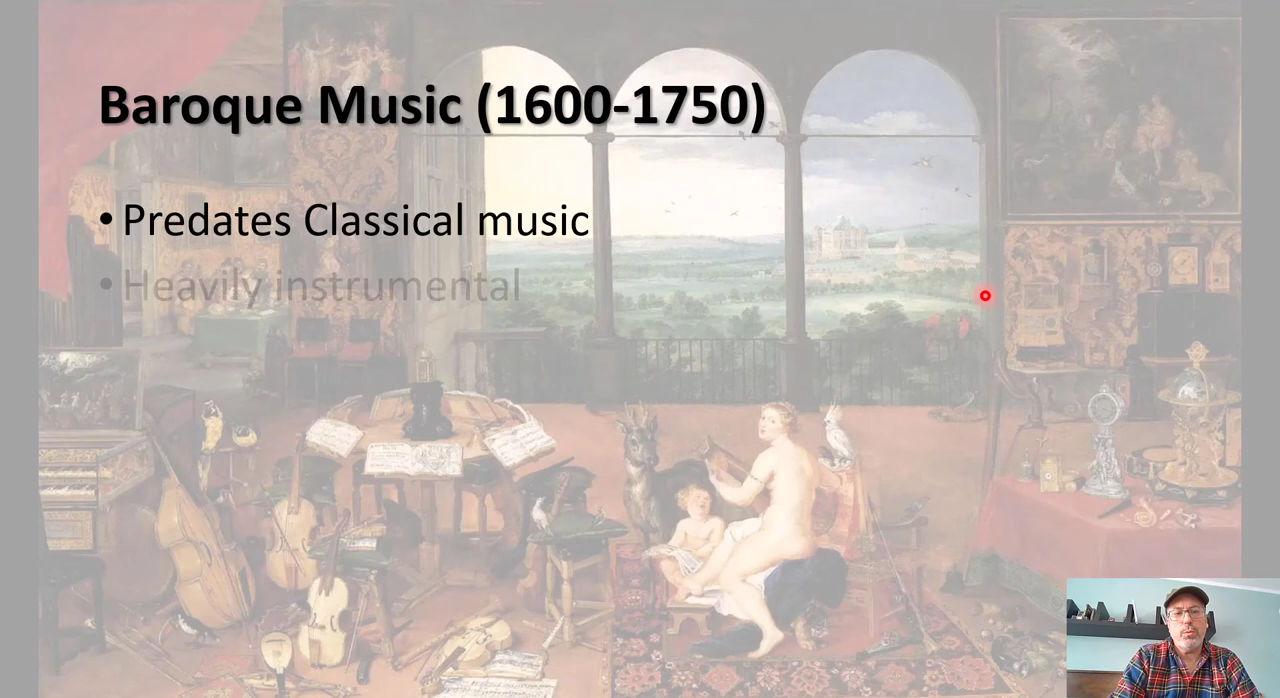 Baroque Music (1600-1750)
• Predates Classical music
• Heavily instrumental